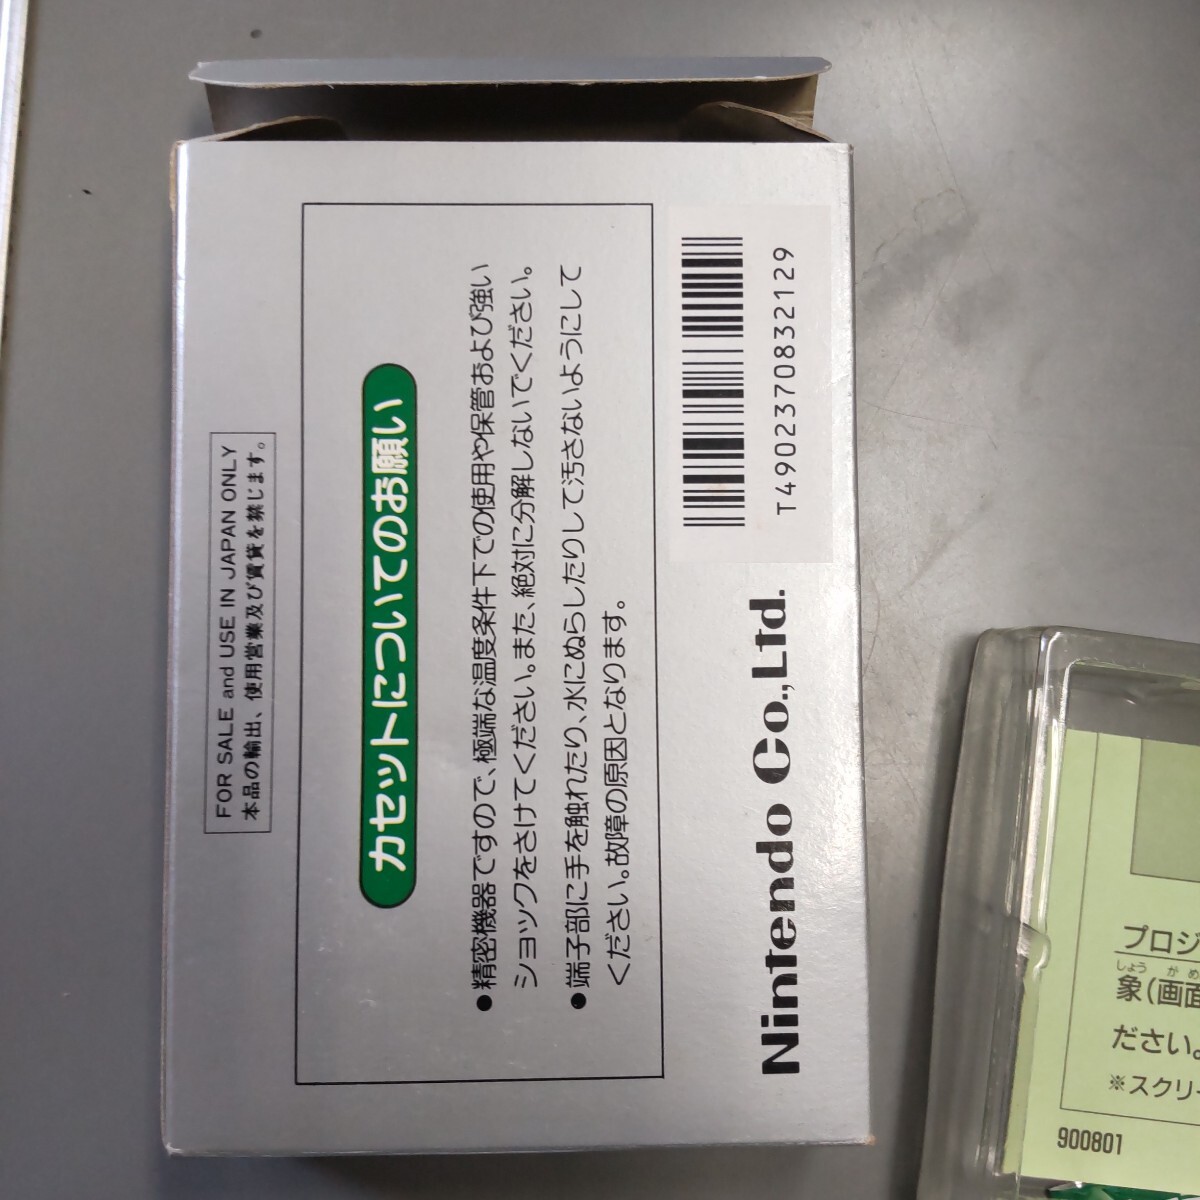 FOR SALE and USE IN JAPAN ONLY
本品の輸出、使用営業及び賃貸を禁じます。
カセットについてのお願い
●精密機器ですので、極端な温度条件下での使用や保管および強い
ショックをさけてください。また、絶対に分解しないでください。
●端子部に手を触れたり、水にぬらしたりして汚さないようにして
ください。故障の原因となります。
T4902370832129
Nintendo Co.,Ltd.
プロジ
しょう がめ
象(画面
ださい。
※スクリー
900801